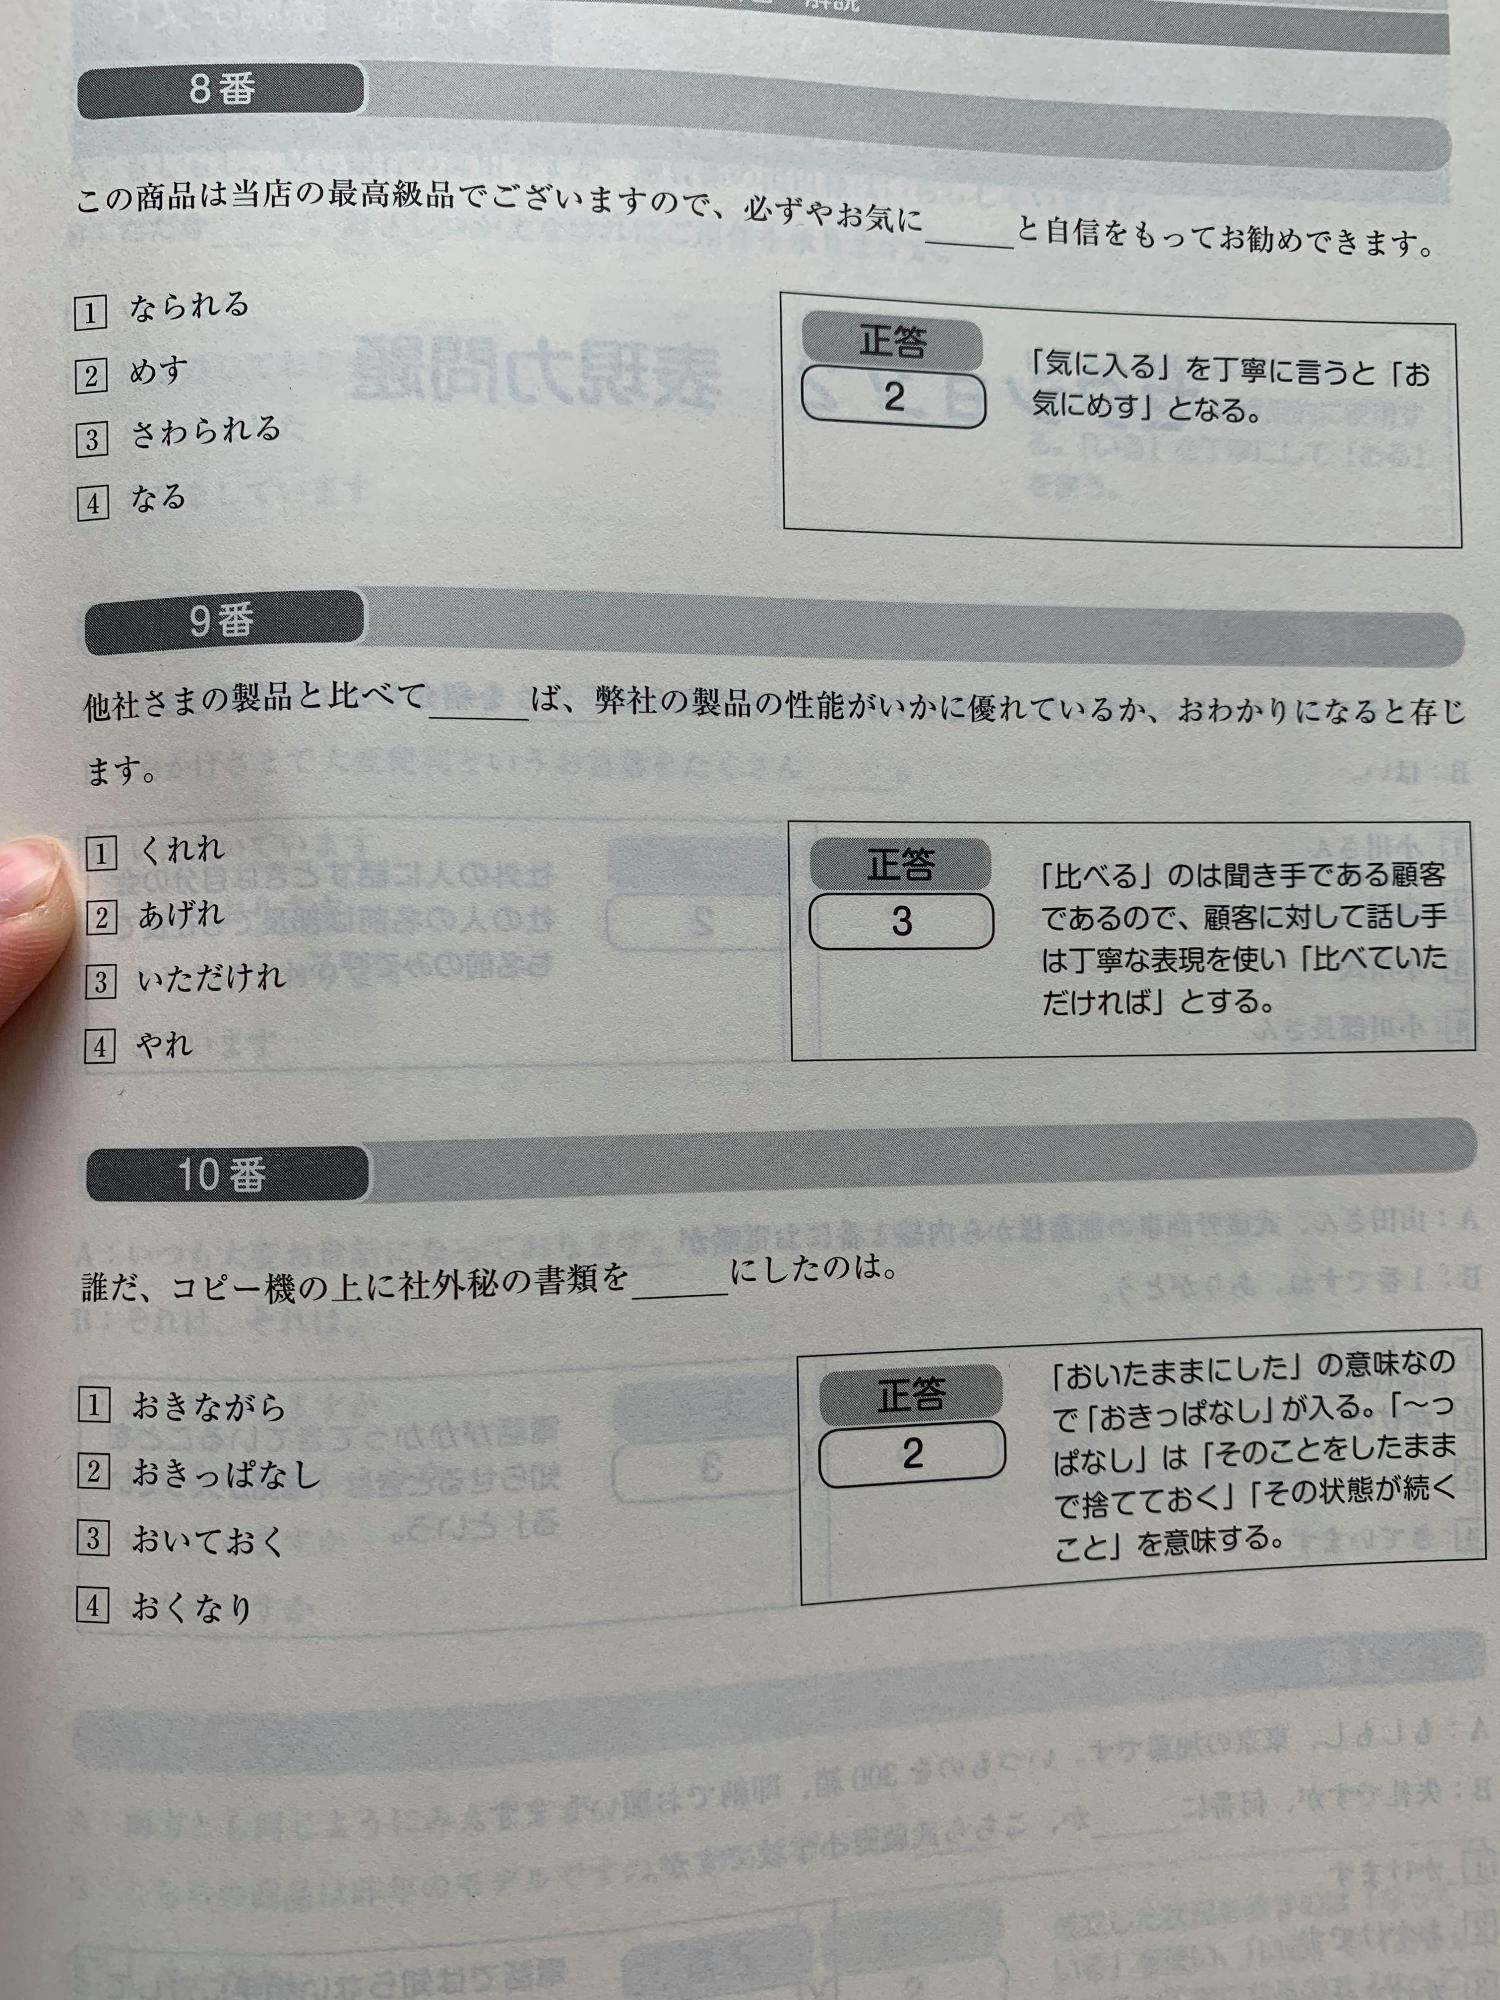 解説
8番
この商品は当店の最高級品でございますので、必ずやお気に_____と自信をもってお勧めできます。
1 なられる
2 めす
3 さわられる
4 なる
正答
2
「気に入る」を丁寧に言うと「お
気にめす」となる。
9番
他社さまの製品と比べて_____ば、弊社の製品の性能がいかに優れているか、おわかりになると存じ
ます。
1 くれれ
2 あげれ
3 いただけれ
4 やれ
正答
3
「比べる」のは聞き手である顧客
であるので、顧客に対して話し手
は丁寧な表現を使い「比べていた
だければ」とする。
10番
誰だ、コピー機の上に社外秘の書類を_____にしたのは。
1 おきながら
2 おきっぱなし
3 おいておく
4 おくなり
正答
2
「おいたままにした」の意味なの
で「おきっぱなし」が入る。「〜っ
ぱなし」は「そのことをしたまま
で捨てておく」「その状態が続く
こと」を意味する。